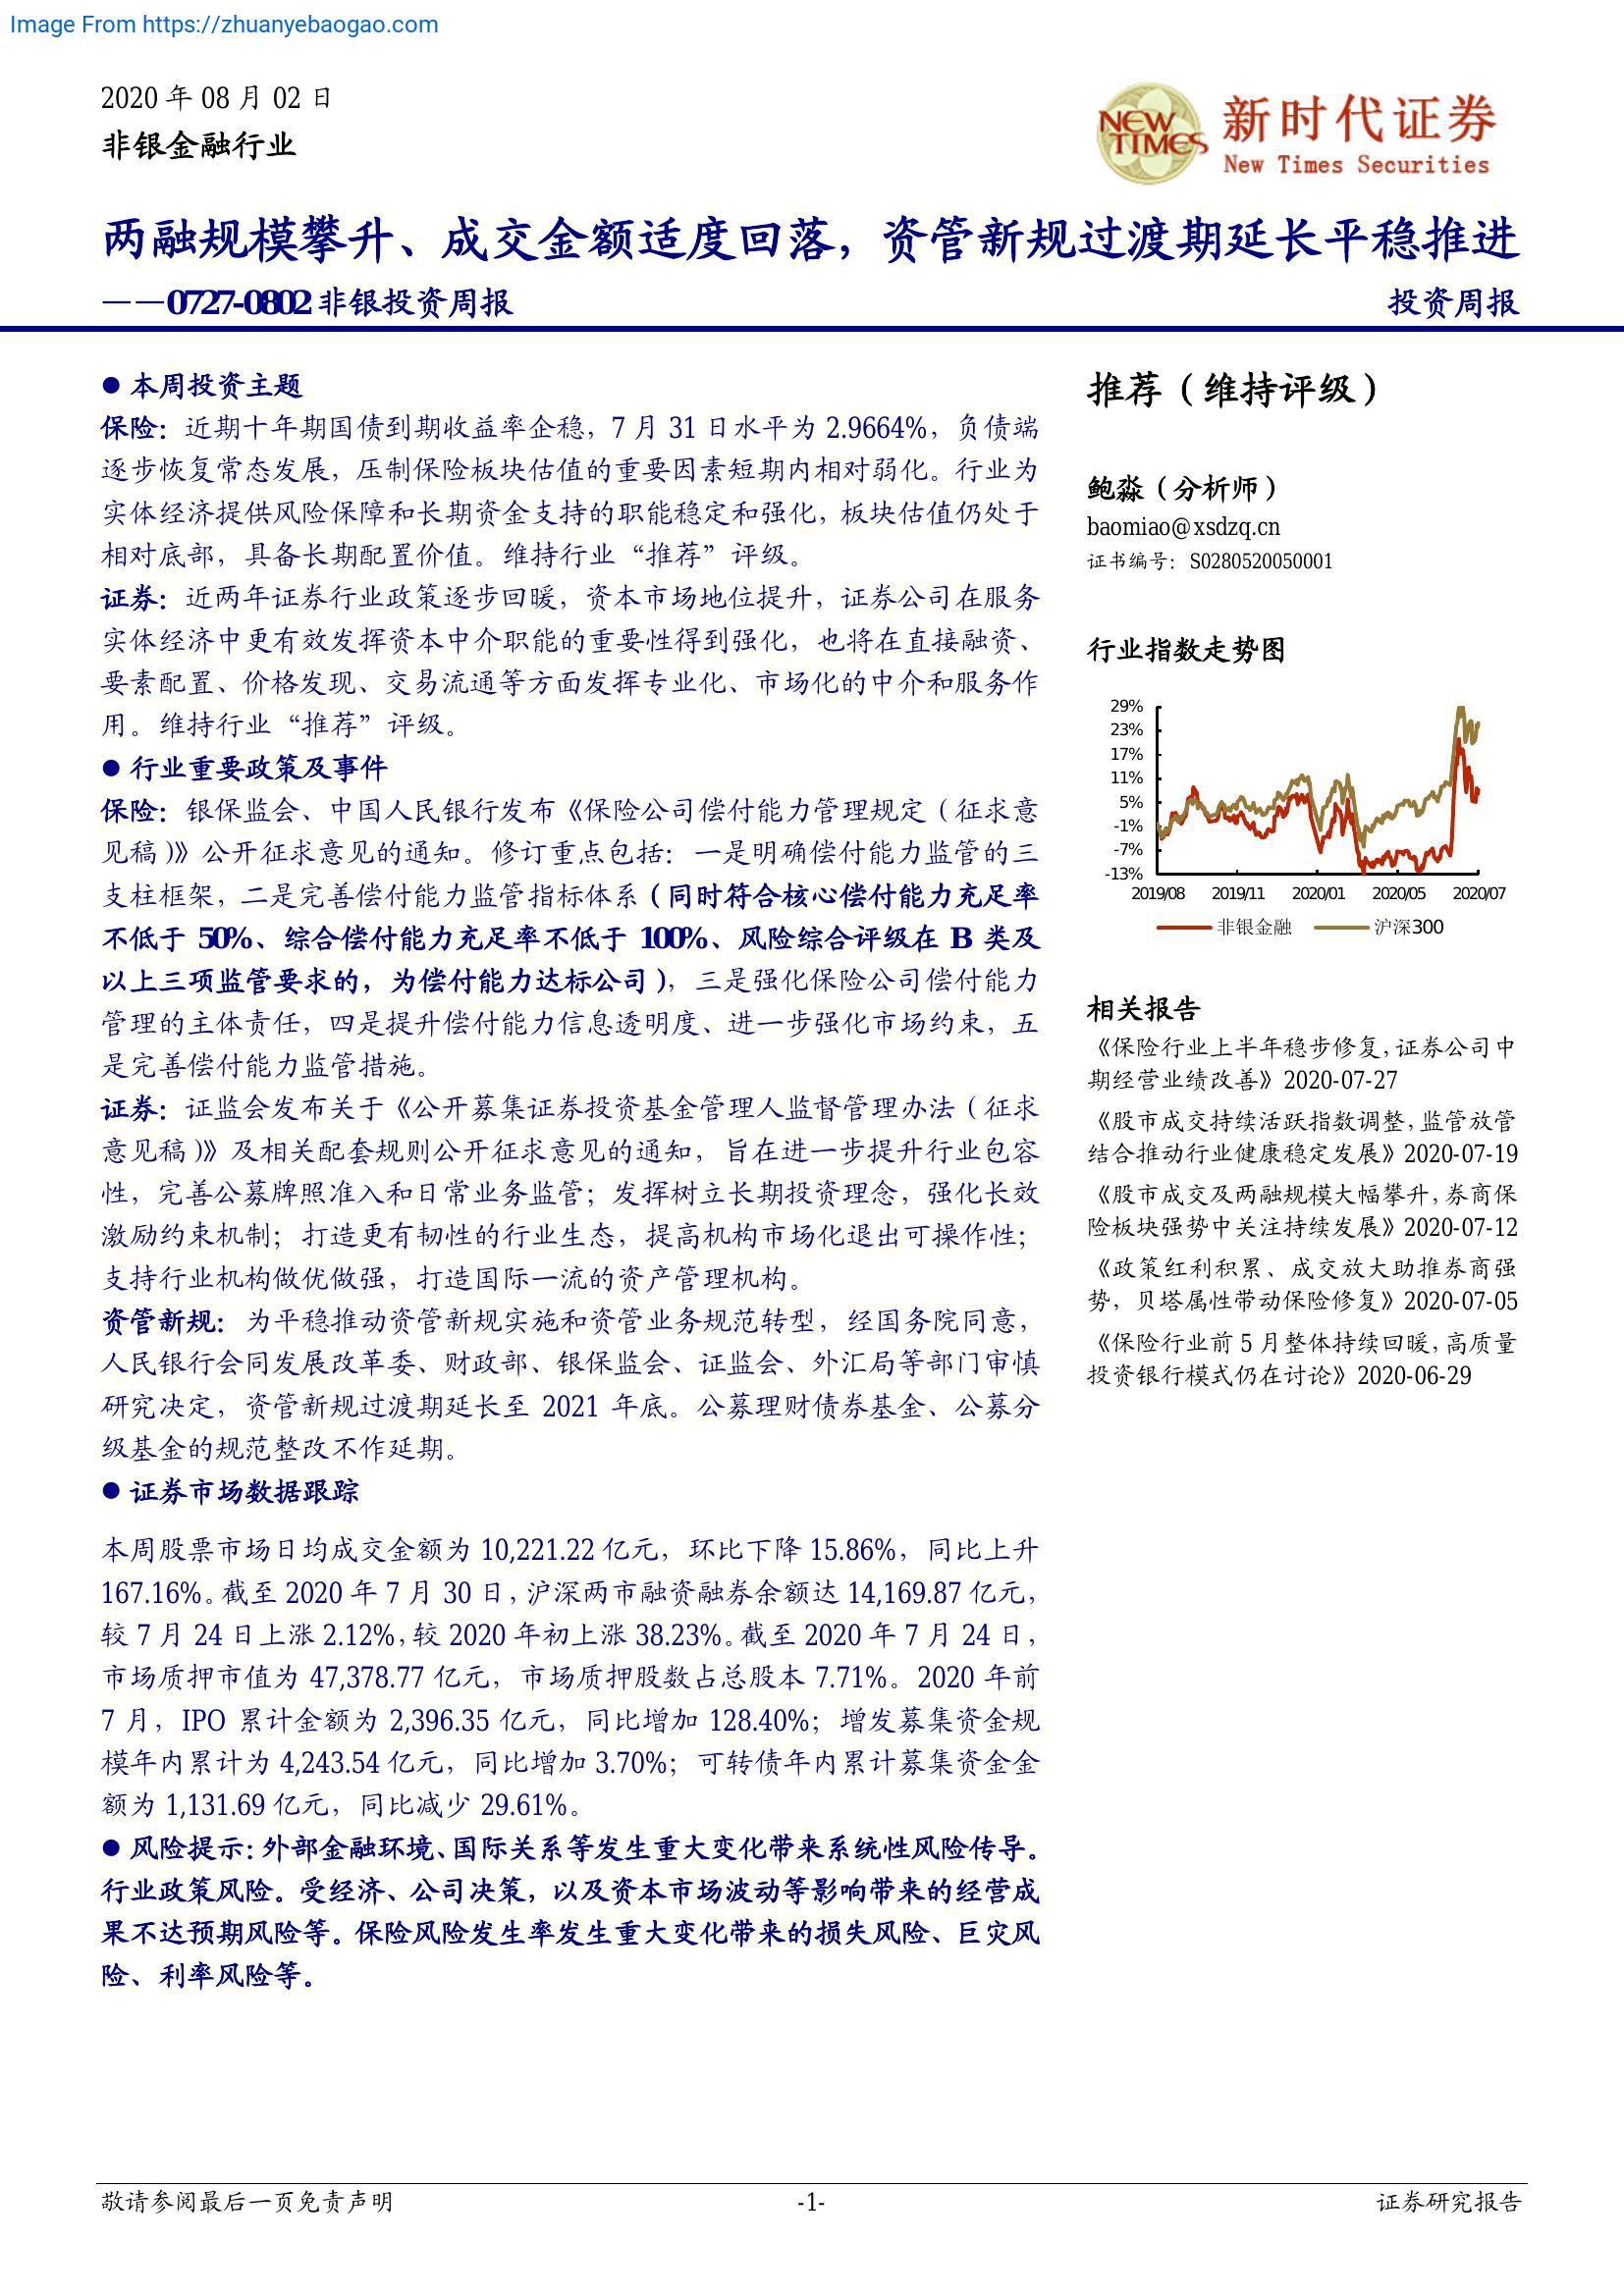 Image From https://zhuanyebaogao.com
2020 年 08 月 02 日
非银金融行业
NEW TIMES
新时代证券
New Times Securities
两融规模攀升、成交金额适度回落，资管新规过渡期延长平稳推进
——0727-0802 非银投资周报
投资周报
● 本周投资主题
保险：近期十年期国债到期收益率企稳，7 月 31 日水平为 2.9664%，负债端
逐步恢复常态发展，压制保险板块估值的重要因素短期内相对弱化。行业为
实体经济提供风险保障和长期资金支持的职能稳定和强化，板块估值仍处于
相对底部，具备长期配置价值。维持行业“推荐”评级。
证券：近两年证券行业政策逐步回暖，资本市场地位提升，证券公司在服务
实体经济中更有效发挥资本中介职能的重要性得到强化，也将在直接融资、
要素配置、价格发现、交易流通等方面发挥专业化、市场化的中介和服务作
用。维持行业“推荐”评级。
● 行业重要政策及事件
保险：银保监会、中国人民银行发布《保险公司偿付能力管理规定（征求意
见稿）》公开征求意见的通知。修订重点包括：一是明确偿付能力监管的三
支柱框架，二是完善偿付能力监管指标体系（同时符合核心偿付能力充足率
不低于 50%、综合偿付能力充足率不低于 100%、风险综合评级在 B 类及
以上三项监管要求的，为偿付能力达标公司），三是强化保险公司偿付能力
管理的主体责任，四是提升偿付能力信息透明度、进一步强化市场约束，五
是完善偿付能力监管措施。
证券：证监会发布关于《公开募集证券投资基金管理人监督管理办法（征求
意见稿）》及相关配套规则公开征求意见的通知，旨在进一步提升行业包容
性，完善公募牌照准入和日常业务监管；发挥树立长期投资理念，强化长效
激励约束机制；打造更有韧性的行业生态，提高机构市场化退出可操作性；
支持行业机构做优做强，打造国际一流的资产管理机构。
资管新规：为平稳推动资管新规实施和资管业务规范转型，经国务院同意，
人民银行会同发展改革委、财政部、银保监会、证监会、外汇局等部门审慎
研究决定，资管新规过渡期延长至 2021 年底。公募理财债券基金、公募分
级基金的规范整改不作延期。
● 证券市场数据跟踪
本周股票市场日均成交金额为 10,221.22 亿元，环比下降 15.86%，同比上升
167.16%。截至 2020 年 7 月 30 日，沪深两市融资融券余额达 14,169.87 亿元，
较 7 月 24 日上涨 2.12%，较 2020 年初上涨 38.23%。截至 2020 年 7 月 24 日，
市场质押市值为 47,378.77 亿元，市场质押股数占总股本 7.71%。2020 年前
7 月，IPO 累计金额为 2,396.35 亿元，同比增加 128.40%；增发募集资金规
模年内累计为 4,243.54 亿元，同比增加 3.70%；可转债年内累计募集资金金
额为 1,131.69 亿元，同比减少 29.61%。
● 风险提示：外部金融环境、国际关系等发生重大变化带来系统性风险传导。
行业政策风险。受经济、公司决策，以及资本市场波动等影响带来的经营成
果不达预期风险等。保险风险发生率发生重大变化带来的损失风险、巨灾风
险、利率风险等。
推荐（维持评级）
鲍淼（分析师）
baomiao@xsdzq.cn
证书编号：S0280520050001
行业指数走势图
29%
23%
17%
11%
5%
-1%
-7%
-13%
2019/08 2019/11 2020/01 2020/05 2020/07
非银金融 沪深300
相关报告
《保险行业上半年稳步修复，证券公司中
期经营业绩改善》2020-07-27
《股市成交持续活跃指数调整，监管放管
结合推动行业健康稳定发展》2020-07-19
《股市成交及两融规模大幅攀升，券商保
险板块强势中关注持续发展》2020-07-12
《政策红利积累、成交放大助推券商强
势，贝塔属性带动保险修复》2020-07-05
《保险行业前 5 月整体持续回暖，高质量
投资银行模式仍在讨论》2020-06-29
敬请参阅最后一页免责声明
-1-
证券研究报告